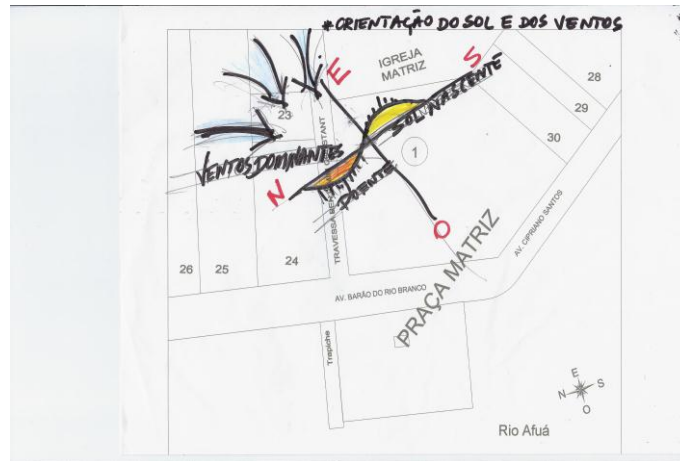 *ORIENTAÇÃO DO SOL E DOS VENTOS
IGREJA
MATRIZ
E
S
SOL NASCENTE
28
29
30
23
VENTOS DOMINANTES
1
N
POENTE
O
AV. CIPRIANO SANTOS
PRAÇA MATRIZ
26
25
24
AV. BARÃO DO RIO BRANCO
Trapiche
E
N
S
O
Rio Afuá